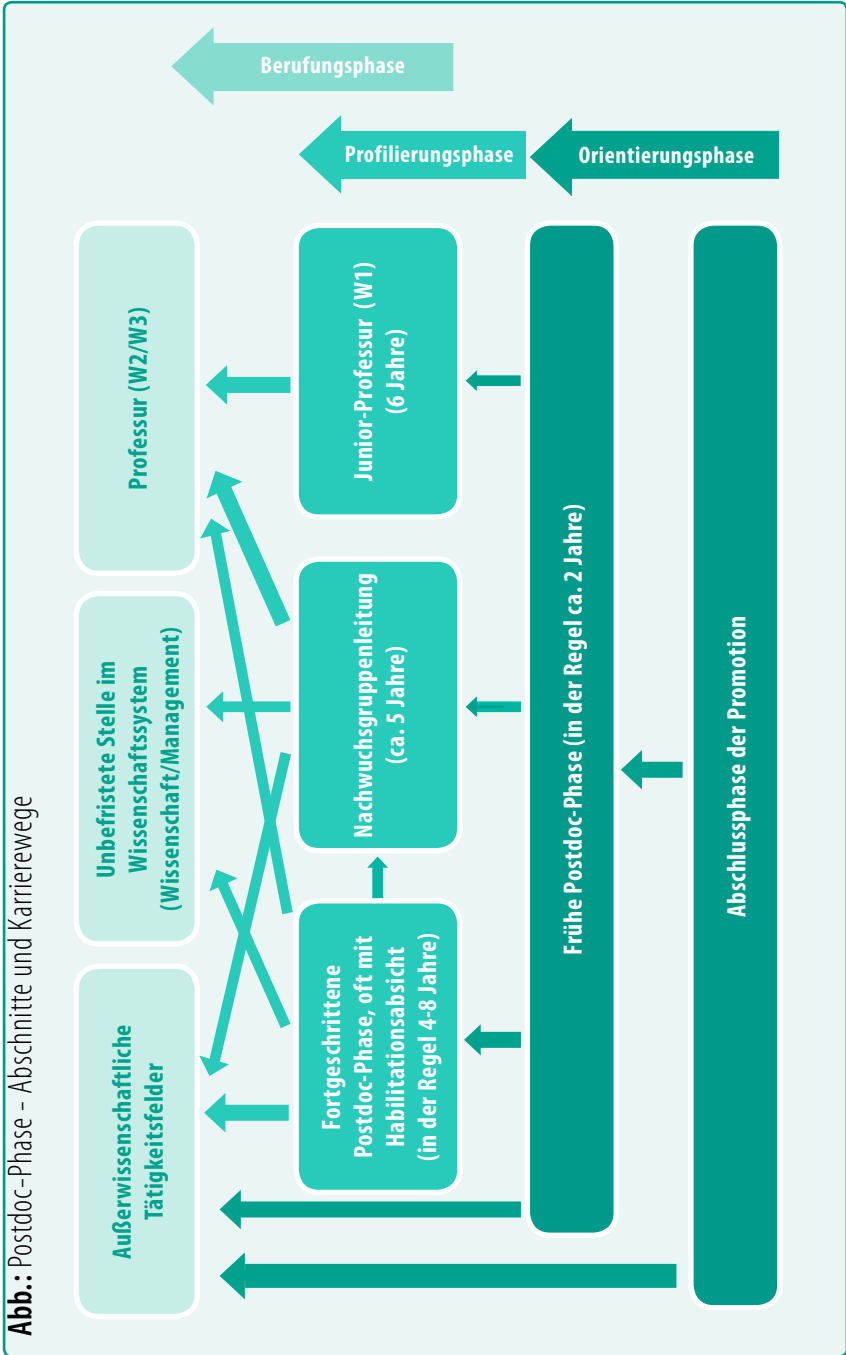 Abb.: Postdoc-Phase – Abschnitte und Karrierewege
Außerwissenschaftliche
Tätigkeitsfelder
Unbefristete Stelle im
Wissenschaftssystem
(Wissenschaft/Management)
Professur (W2/W3)
Berufungsphase
Fortgeschrittene
Postdoc-Phase, oft mit
Habilitationsabsicht
(in der Regel 4-8 Jahre)
Nachwuchsgruppenleitung
(ca. 5 Jahre)
Junior-Professur (W1)
(6 Jahre)
Profilierungsphase
Frühe Postdoc-Phase (in der Regel ca. 2 Jahre)
Orientierungsphase
Abschlussphase der Promotion